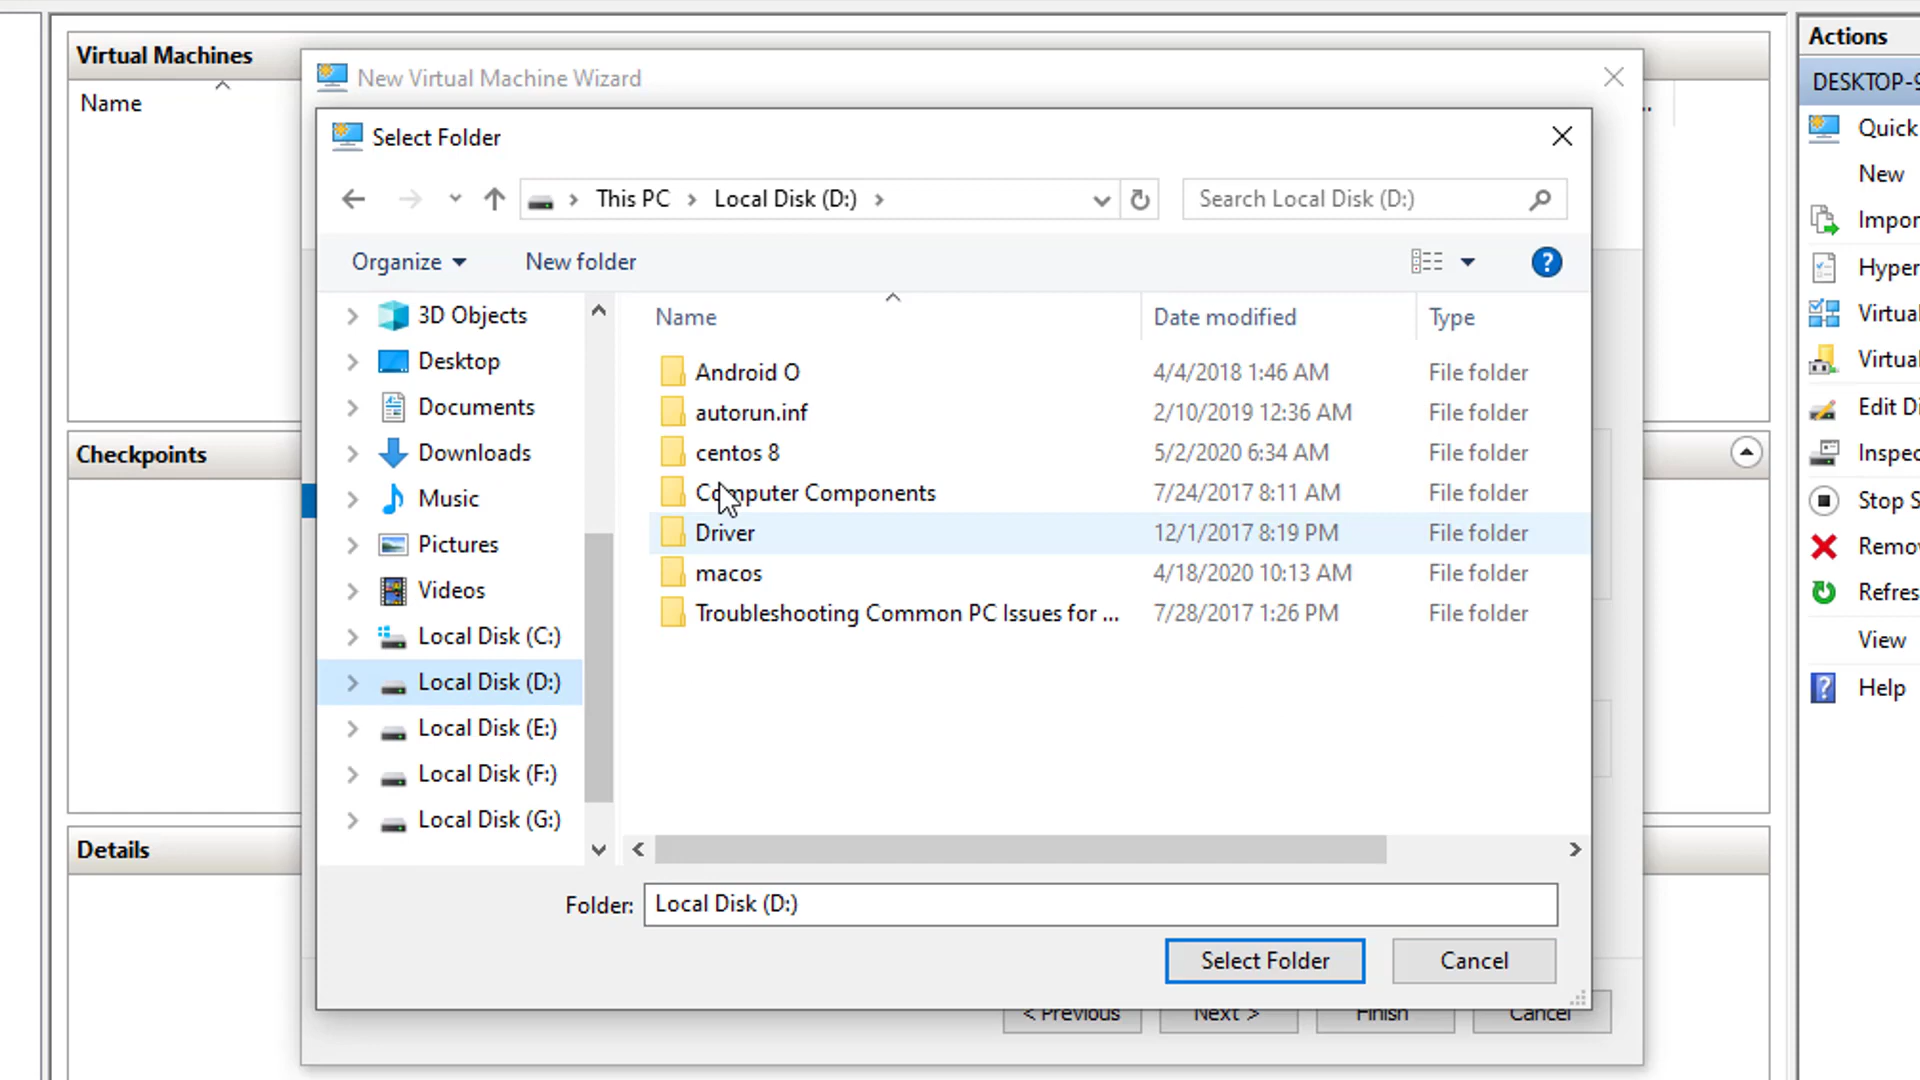 Virtual Machines
Name
Checkpoints
Details
New Virtual Machine Wizard
Select Folder
This PC > Local Disk (D:) >
Search Local Disk (D:)
Organize
New folder
3D Objects
Desktop
Documents
Downloads
Music
Pictures
Videos
Local Disk (C:)
Local Disk (D:)
Local Disk (E:)
Local Disk (F:)
Local Disk (G:)
Name Date modified Type
Android O 4/4/2018 1:46 AM File folder
autorun.inf 2/10/2019 12:36 AM File folder
centos 8 5/2/2020 6:34 AM File folder
Computer Components 7/24/2017 8:11 AM File folder
Driver 12/1/2017 8:19 PM File folder
macos 4/18/2020 10:13 AM File folder
Troubleshooting Common PC Issues for ... 7/28/2017 1:26 PM File folder
Folder: Local Disk (D:)
Select Folder Cancel
< Previous Next > Finish Cancel
Actions
DESKTOP-9
Quick
New
Impor
Hyper
Virtual
Virtual
Edit Di
Inspec
Stop S
Remov
Refres
View
Help